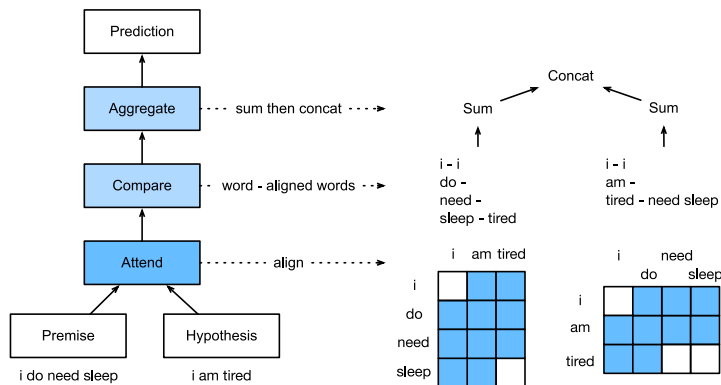 Prediction
Aggregate
sum then concat
Compare
word - aligned words
Attend
align
Premise
Hypothesis
i do need sleep
i am tired
Concat
Sum
Sum
i - i
do -
need -
sleep - tired
i - i
am -
tired - need sleep
i am tired
i
do
need
sleep
i need
do sleep
i
am
tired